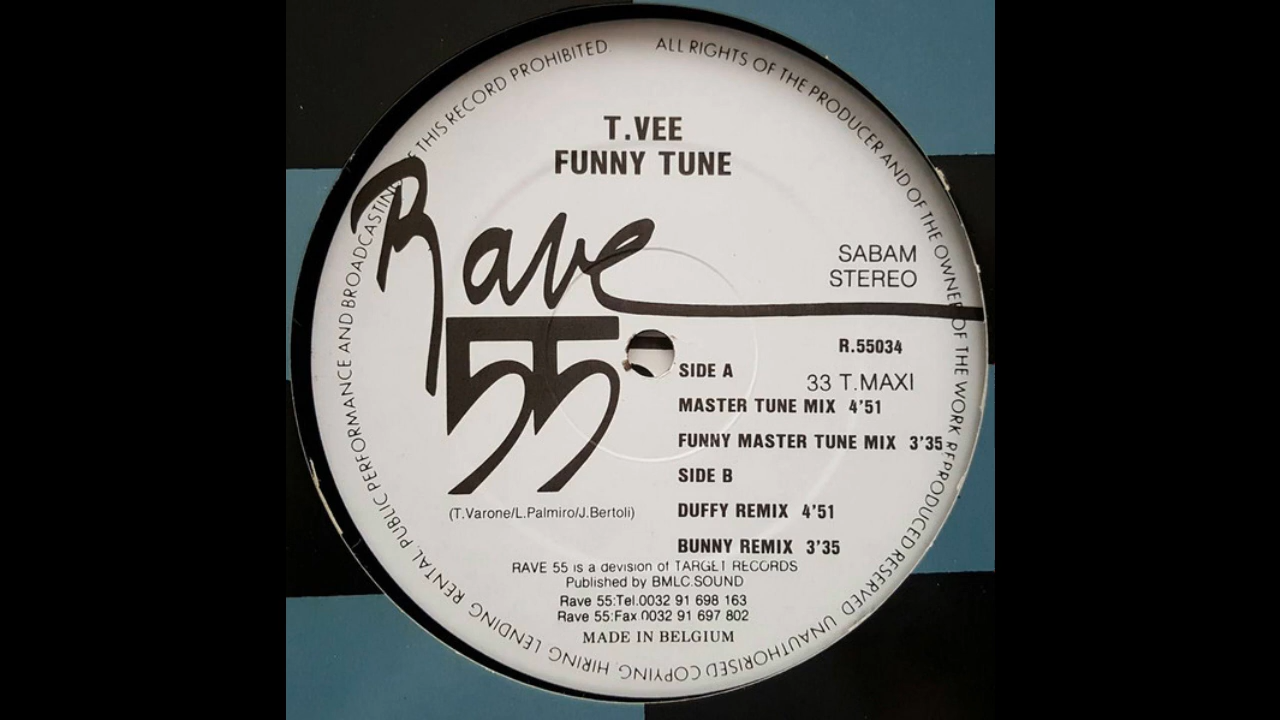 ALL RIGHTS OF THE PRODUCER AND OF THE OWNER OF THE WORK REPRODUCED RESERVED UNAUTHORISED COPYING, HIRING, LENDING RENTAL PUBLIC PERFORMANCE AND BROADCASTING OF THIS RECORD PROHIBITED.
T.VEE
FUNNY TUNE
Rave
55
SABAM
STEREO
R.55034
SIDE A
33 T.MAXI
MASTER TUNE MIX 4'51
FUNNY MASTER TUNE MIX 3'35
SIDE B
DUFFY REMIX 4'51
BUNNY REMIX 3'35
(T.Varone/L.Palmiro/J.Bertoli)
RAVE 55 is a devision of TARGET RECORDS
Published by BMLC.SOUND
Rave 55:Tel.0032 91 698 163
Rave 55:Fax 0032 91 697 802
MADE IN BELGIUM